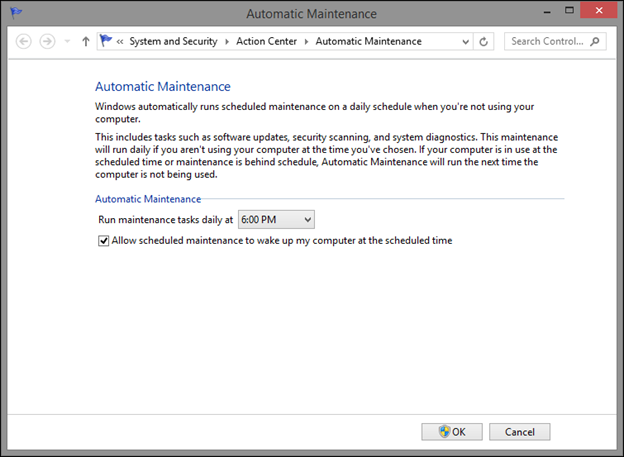 Automatic Maintenance
« System and Security Action Center Automatic Maintenance Search Control...
Automatic Maintenance
Windows automatically runs scheduled maintenance on a daily schedule when you're not using your
computer.
This includes tasks such as software updates, security scanning, and system diagnostics. This maintenance
will run daily if you aren't using your computer at the time you've chosen. If your computer is in use at the
scheduled time or maintenance is behind schedule, Automatic Maintenance will run the next time the
computer is not being used.
Automatic Maintenance
Run maintenance tasks daily at 6:00 PM
Allow scheduled maintenance to wake up my computer at the scheduled time
OK Cancel